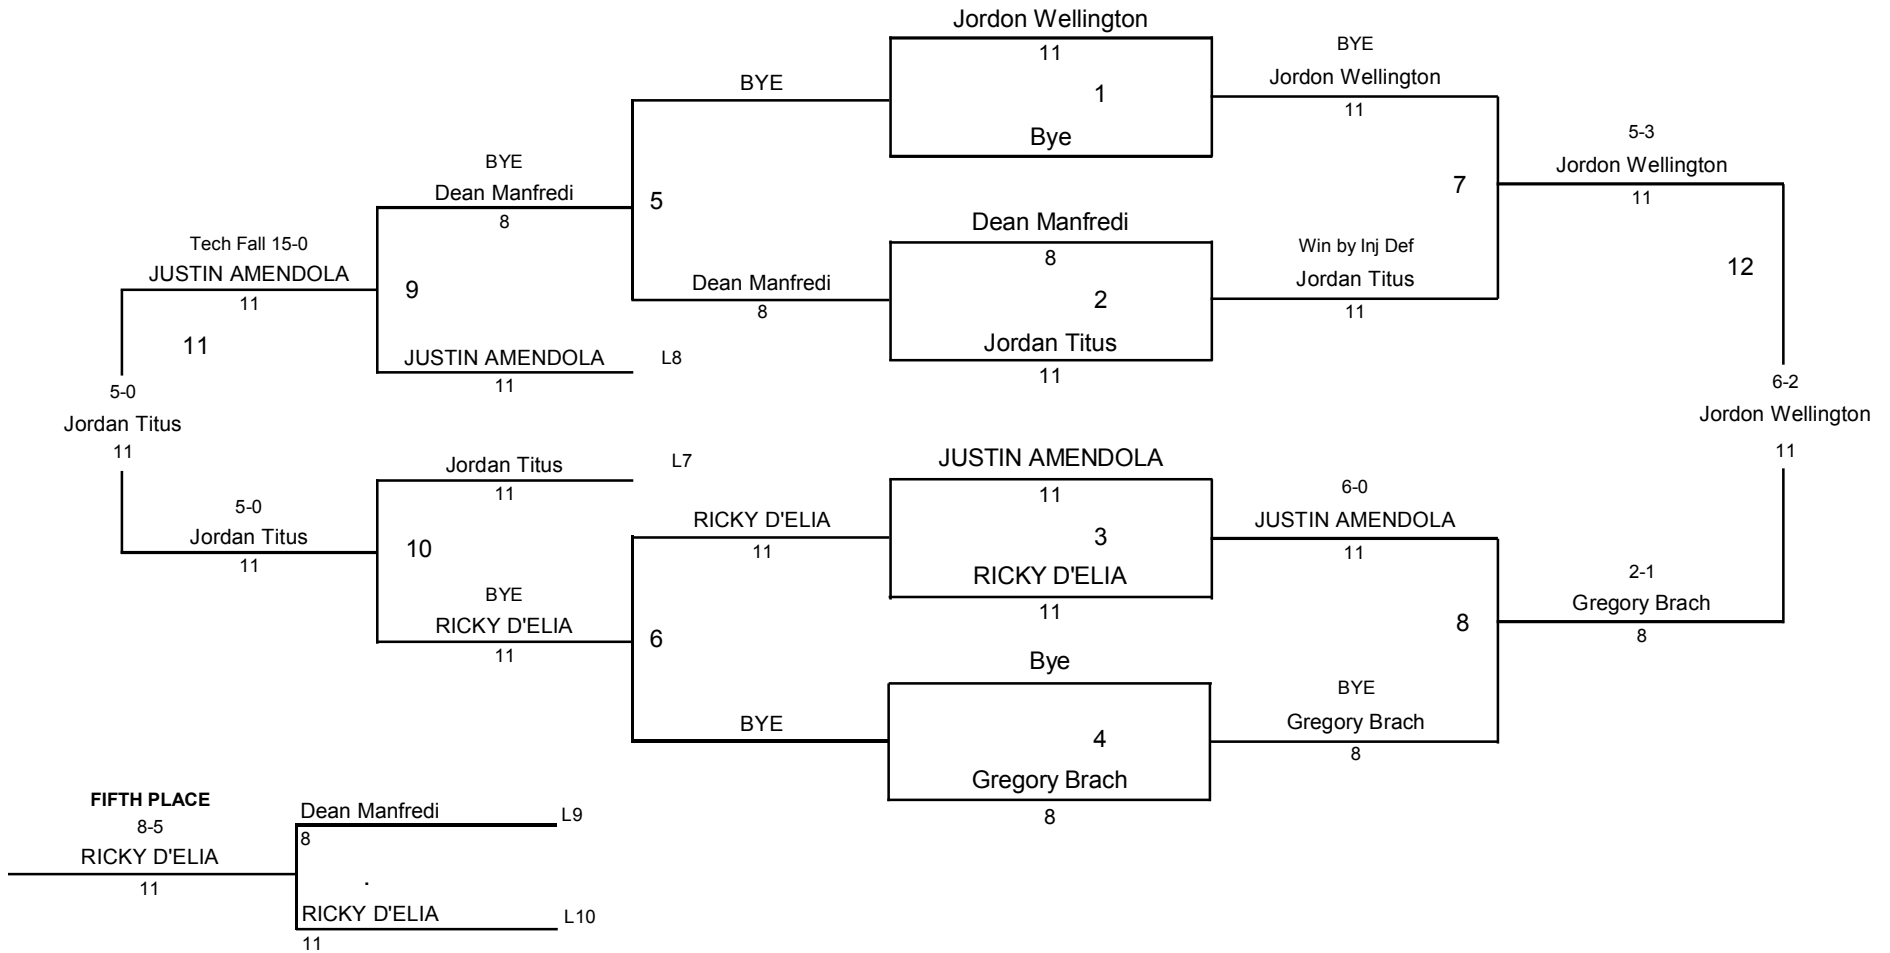 Jordon Wellington
11
1
Bye
BYE
Jordon Wellington
11
BYE
5-3
Jordon Wellington
11
7
BYE
Dean Manfredi
8
5
Dean Manfredi
8
2
Jordan Titus
11
Win by Inj Def
Jordan Titus
11
12
Dean Manfredi
8
Tech Fall 15-0
JUSTIN AMENDOLA
11
9
11
JUSTIN AMENDOLA
11
L8
5-0
Jordan Titus
11
6-2
Jordon Wellington
11
Jordan Titus
11
L7
JUSTIN AMENDOLA
11
3
RICKY D'ELIA
11
6-0
JUSTIN AMENDOLA
11
RICKY D'ELIA
11
5-0
Jordan Titus
11
10
BYE
RICKY D'ELIA
11
6
8
2-1
Gregory Brach
8
Bye
4
Gregory Brach
8
BYE
Gregory Brach
8
BYE
FIFTH PLACE
8-5
RICKY D'ELIA
11
Dean Manfredi
8
L9
.
RICKY D'ELIA
11
L10